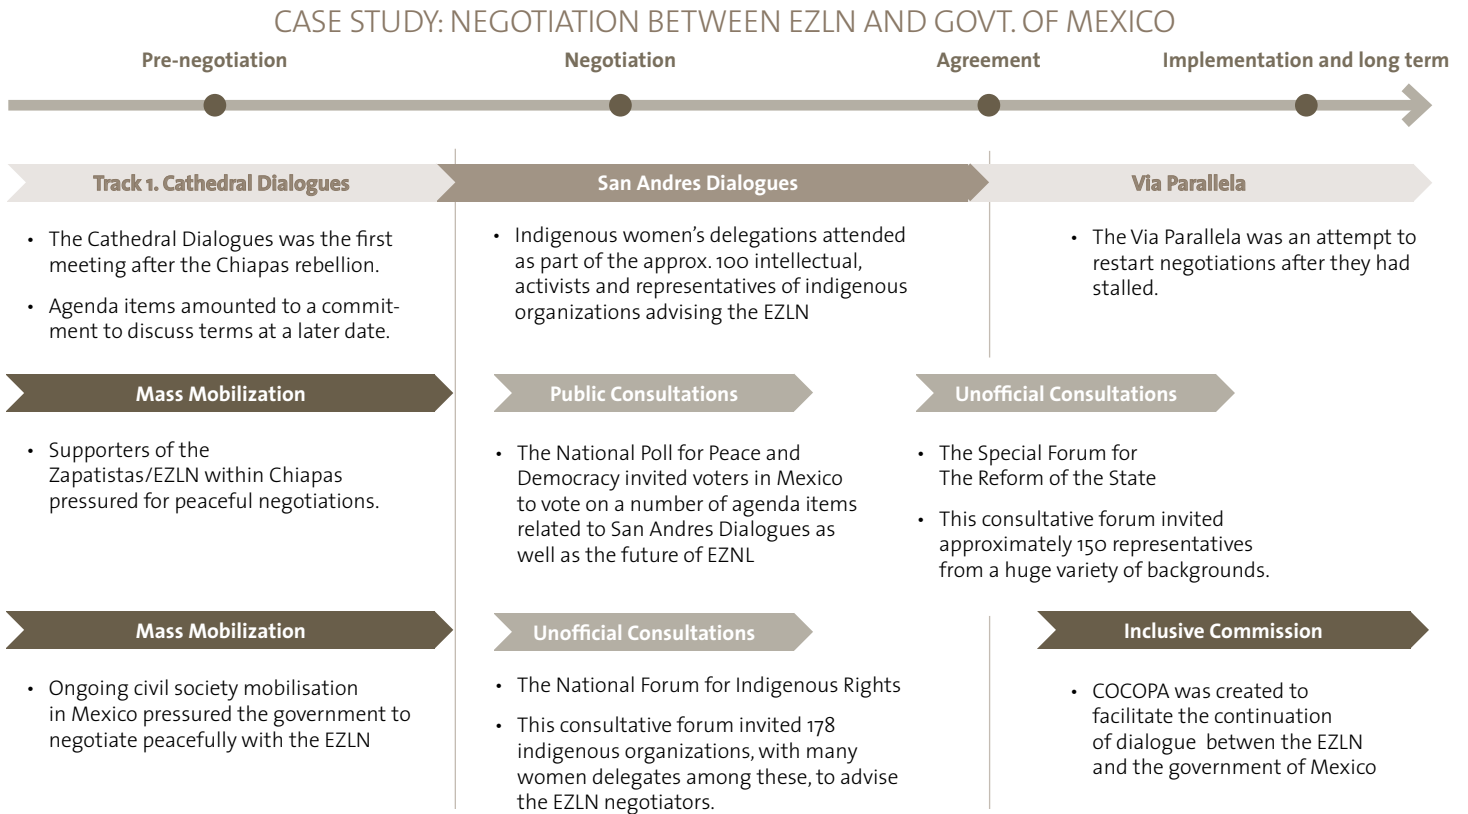 CASE STUDY: NEGOTIATION BETWEEN EZLN AND GOVT. OF MEXICO
Pre-negotiation
Negotiation
Agreement
Implementation and long term
Track 1. Cathedral Dialogues
San Andres Dialogues
Via Parallela
• The Cathedral Dialogues was the first
meeting after the Chiapas rebellion.
• Agenda items amounted to a commit-
ment to discuss terms at a later date.
• Indigenous women's delegations attended
as part of the approx. 100 intellectual,
activists and representatives of indigenous
organizations advising the EZLN
• The Via Parallela was an attempt to
restart negotiations after they had
stalled.
Mass Mobilization
Public Consultations
Unofficial Consultations
• Supporters of the
Zapatistas/EZLN within Chiapas
pressured for peaceful negotiations.
• The National Poll for Peace and
Democracy invited voters in Mexico
to vote on a number of agenda items
related to San Andres Dialogues as
well as the future of EZNL
• The Special Forum for
The Reform of the State
• This consultative forum invited
approximately 150 representatives
from a huge variety of backgrounds.
Mass Mobilization
Unofficial Consultations
Inclusive Commission
• Ongoing civil society mobilisation
in Mexico pressured the government to
negotiate peacefully with the EZLN
• The National Forum for Indigenous Rights
• This consultative forum invited 178
indigenous organizations, with many
women delegates among these, to advise
the EZLN negotiators.
• COCOPA was created to
facilitate the continuation
of dialogue betwen the EZLN
and the government of Mexico